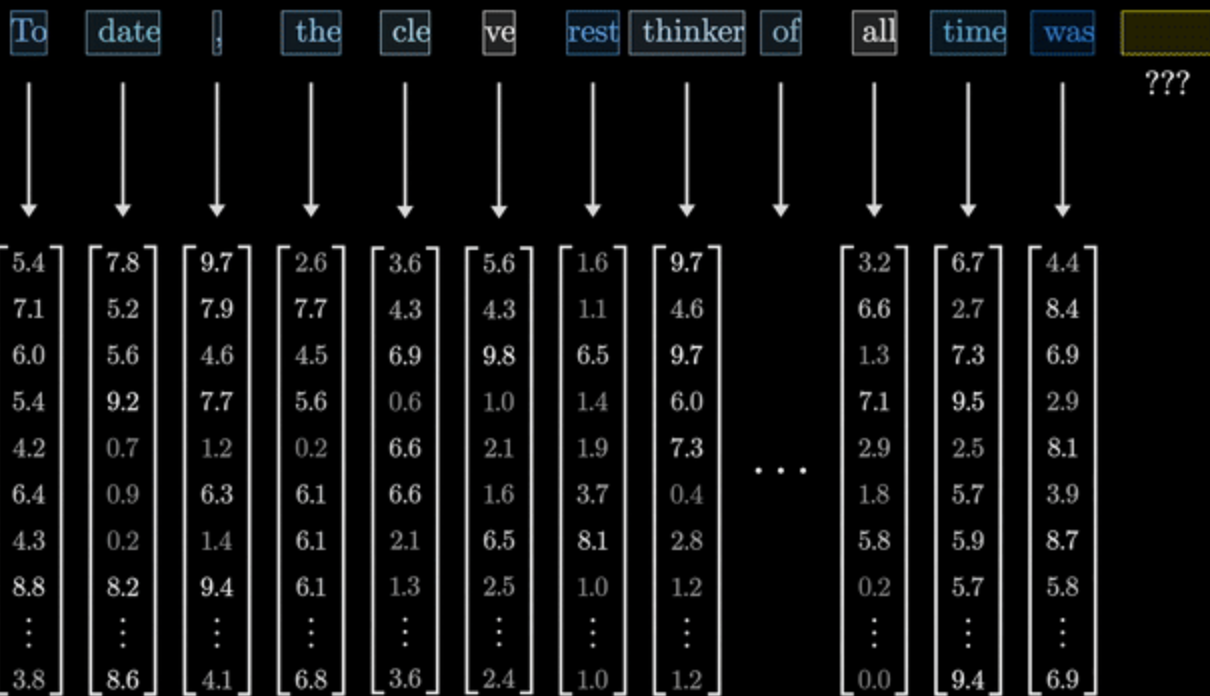 To date , the cle ve rest thinker of all time was
???
5.4 7.8 9.7 2.6 3.6 5.6 1.6 9.7 3.2 6.7 4.4
7.1 5.2 7.9 7.7 4.3 4.3 1.1 4.6 6.6 2.7 8.4
6.0 5.6 4.6 4.5 6.9 9.8 6.5 9.7 1.3 7.3 6.9
5.4 9.2 7.7 5.6 0.6 1.0 1.4 6.0 7.1 9.5 2.9
4.2 0.7 1.2 0.2 6.6 2.1 1.9 7.3 ... 2.9 2.5 8.1
6.4 0.9 6.3 6.1 6.6 1.6 3.7 0.4 1.8 5.7 3.9
4.3 0.2 1.4 6.1 2.1 6.5 8.1 2.8 5.8 5.9 8.7
8.8 8.2 9.4 6.1 1.3 2.5 1.0 1.2 0.2 5.7 5.8
⋮ ⋮ ⋮ ⋮ ⋮ ⋮ ⋮ ⋮ ⋮ ⋮ ⋮
3.8 8.6 4.1 6.8 3.6 2.4 1.0 1.2 0.0 9.4 6.9